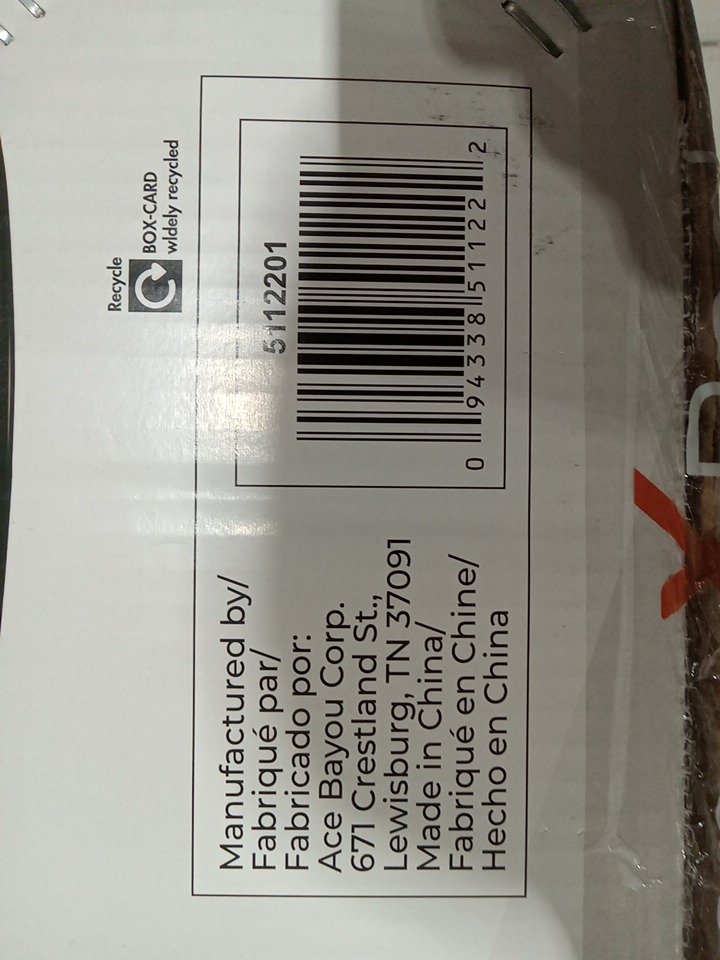 Recycle
BOX-CARD
widely recycled
Manufactured by/
Fabriqué par/
Fabricado por:
Ace Bayou Corp.
671 Crestland St.,
Lewisburg, TN 37091
Made in China/
Fabriqué en Chine/
Hecho en China
5112201
0 94338 51122 2
X